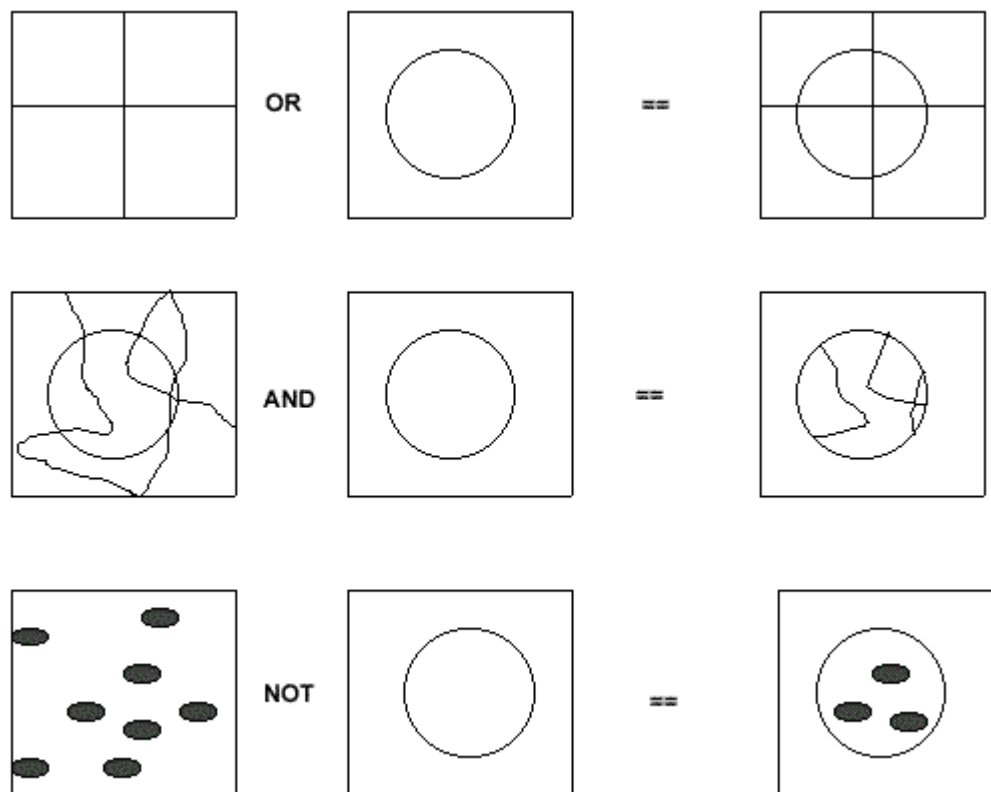 OR ==
AND ==
NOT ==